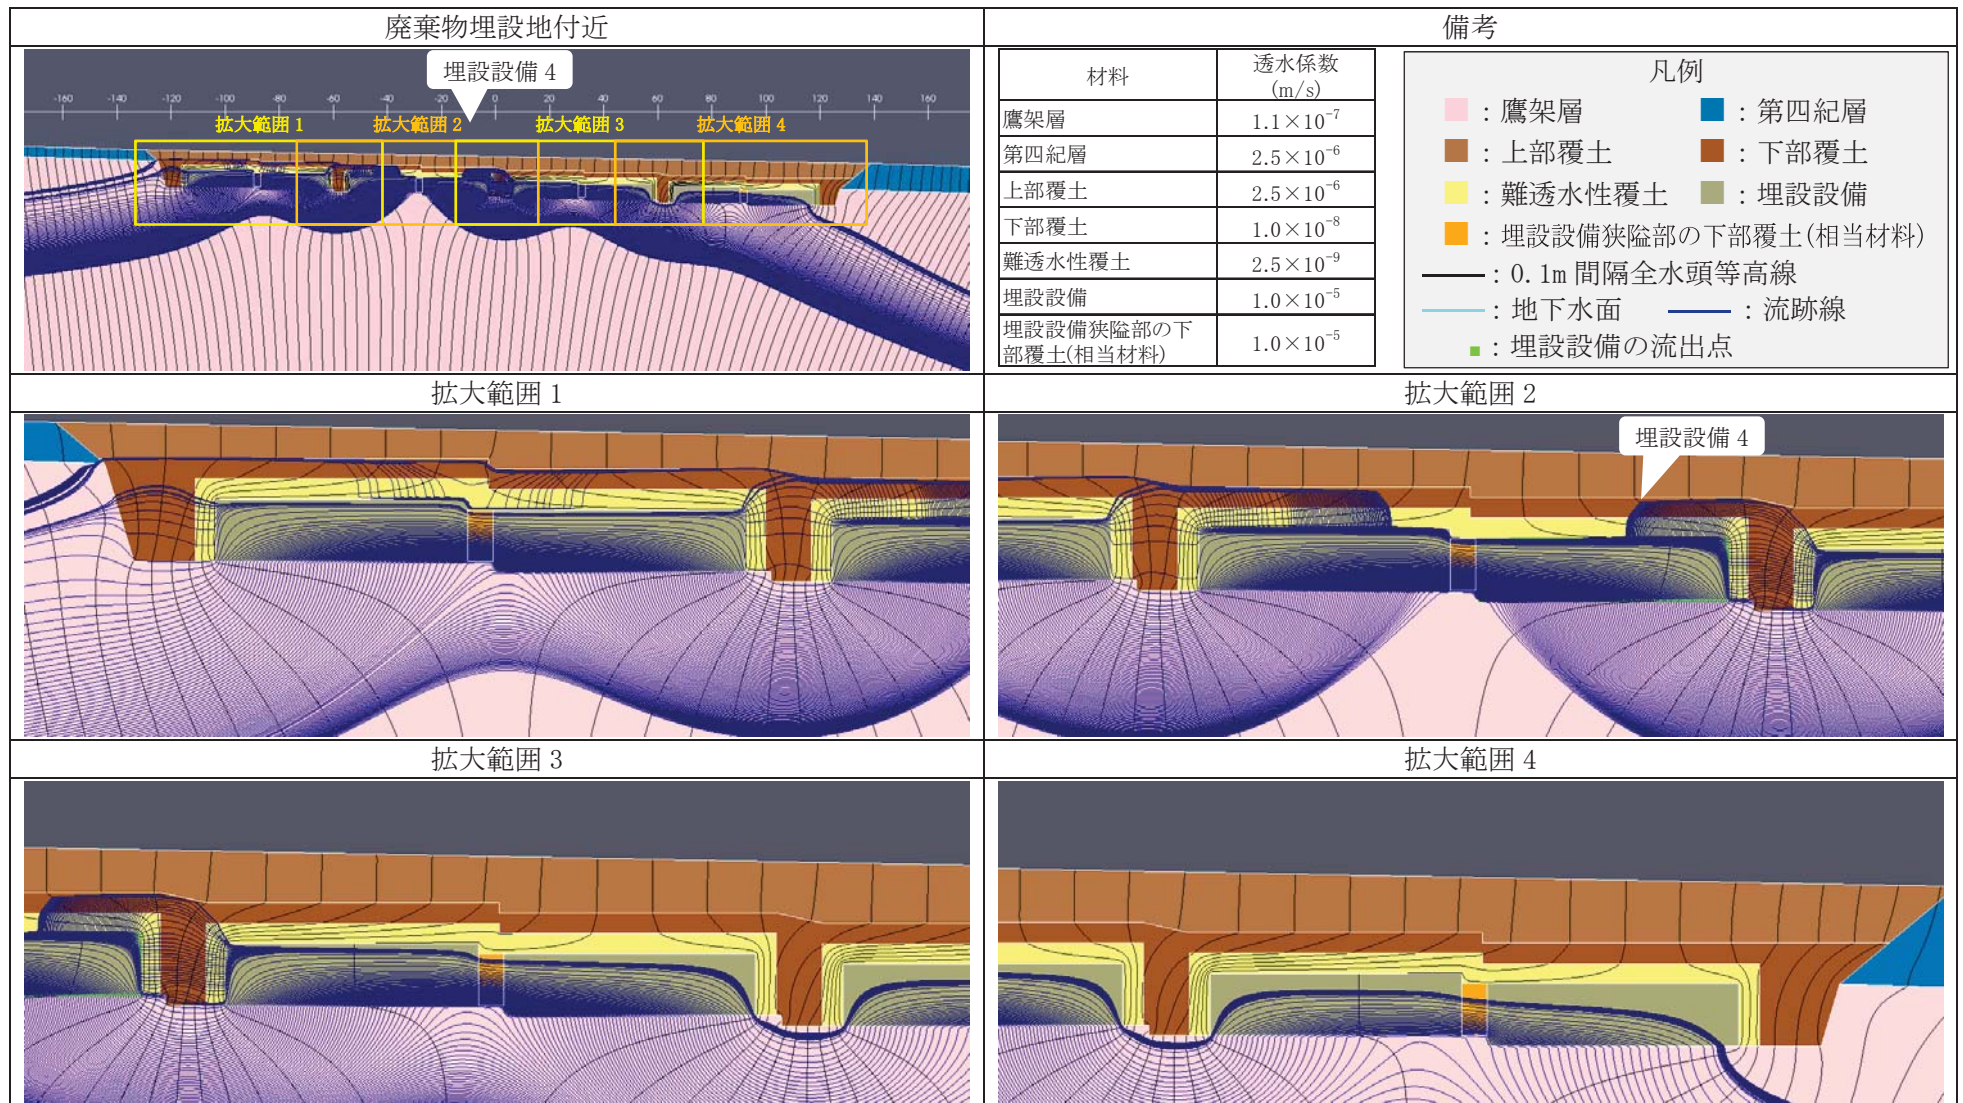 廃棄物埋設地付近
備考
埋設設備 4
-160 -140 -120 -100 -80 -60 -40 -20 0 20 40 60 80 100 120 140 160
拡大範囲 1 拡大範囲 2 拡大範囲 3 拡大範囲 4
材料 透水係数
(m/s)
鷹架層 1.1×10⁻⁷
第四紀層 2.5×10⁻⁶
上部覆土 2.5×10⁻⁶
下部覆土 1.0×10⁻⁸
難透水性覆土 2.5×10⁻⁹
埋設設備 1.0×10⁻⁵
埋設設備狭隘部の下
部覆土(相当材料) 1.0×10⁻⁵
凡例
：鷹架層 ：第四紀層
：上部覆土 ：下部覆土
：難透水性覆土 ：埋設設備
：埋設設備狭隘部の下部覆土(相当材料)
：0.1m 間隔全水頭等高線
：地下水面 ：流跡線
：埋設設備の流出点
拡大範囲 1
拡大範囲 2
埋設設備 4
拡大範囲 3
拡大範囲 4